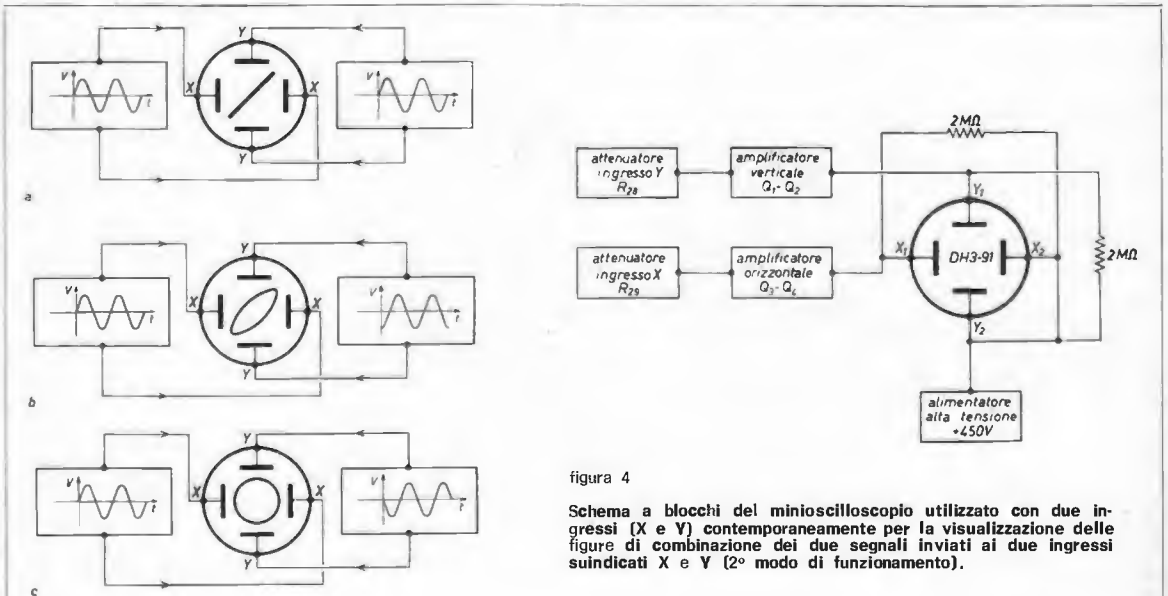 V
t
X
Y
X
Y
V
t
a
V
t
X
Y
X
Y
V
t
b
V
t
X
Y
X
Y
V
t
c
2MΩ
attenuatore
ingresso Y
R28
amplificatore
verticale
Q1-Q2
Y1
attenuatore
ingresso X
R29
amplificatore
orizzontale
Q3-Q4
X1
DH3-91
X2
2MΩ
Y2
alimentatore
alta tensione
+450V
figura 4
Schema a blocchi del minioscilloscopio utilizzato con due in-
gressi (X e Y) contemporaneamente per la visualizzazione delle
figure di combinazione dei due segnali inviati ai due ingressi
suindicati X e Y (2° modo di funzionamento).